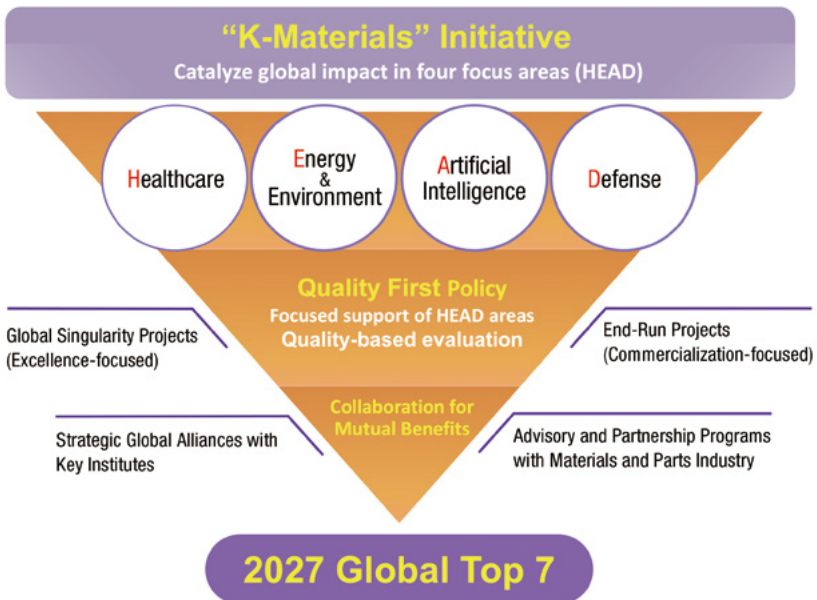 “K-Materials” Initiative
Catalyze global impact in four focus areas (HEAD)
Healthcare
Energy
&
Environment
Artificial
Intelligence
Defense
Quality First Policy
Focused support of HEAD areas
Quality-based evaluation
Global Singularity Projects
(Excellence-focused)
End-Run Projects
(Commercialization-focused)
Collaboration for
Mutual Benefits
Strategic Global Alliances with
Key Institutes
Advisory and Partnership Programs
with Materials and Parts Industry
2027 Global Top 7